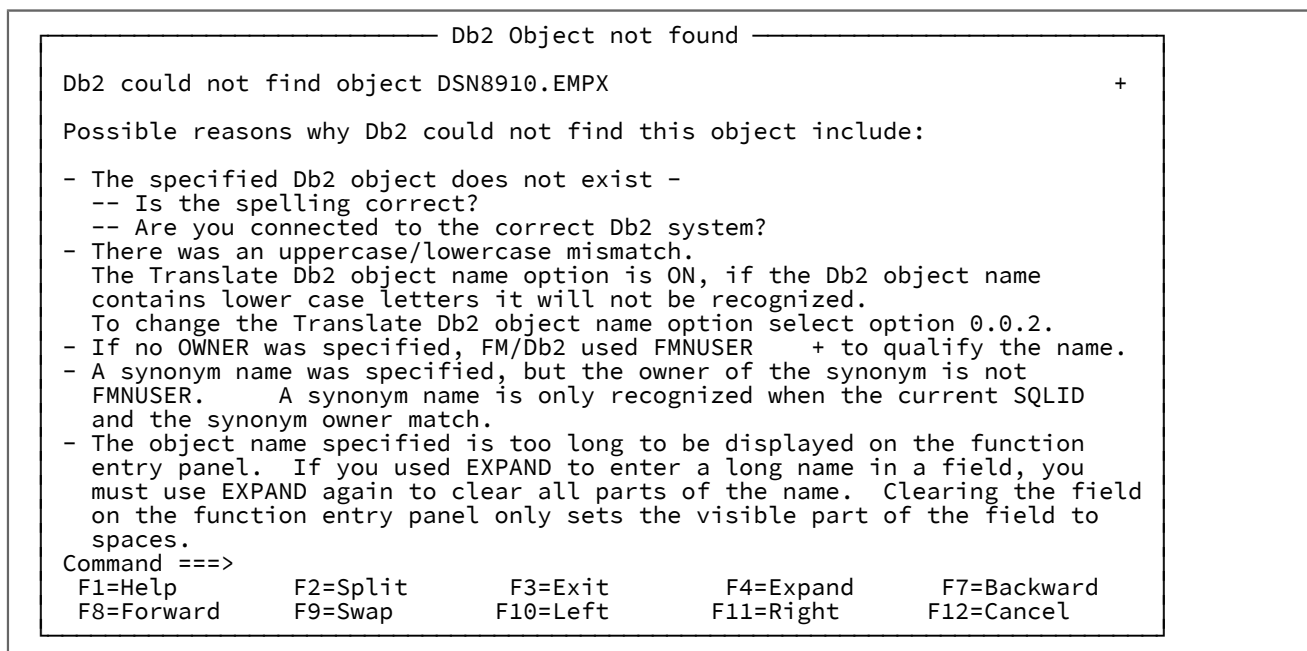 Db2 Object not found
Db2 could not find object DSN8910.EMPX +
Possible reasons why Db2 could not find this object include:
- The specified Db2 object does not exist -
-- Is the spelling correct?
-- Are you connected to the correct Db2 system?
- There was an uppercase/lowercase mismatch.
The Translate Db2 object name option is ON, if the Db2 object name
contains lower case letters it will not be recognized.
To change the Translate Db2 object name option select option 0.0.2.
- If no OWNER was specified, FM/Db2 used FMNUSER + to qualify the name.
- A synonym name was specified, but the owner of the synonym is not
FMNUSER. A synonym name is only recognized when the current SQLID
and the synonym owner match.
- The object name specified is too long to be displayed on the function
entry panel. If you used EXPAND to enter a long name in a field, you
must use EXPAND again to clear all parts of the name. Clearing the field
on the function entry panel only sets the visible part of the field to
spaces.
Command ===>
F1=Help F2=Split F3=Exit F4=Expand F7=Backward
F8=Forward F9=Swap F10=Left F11=Right F12=Cancel